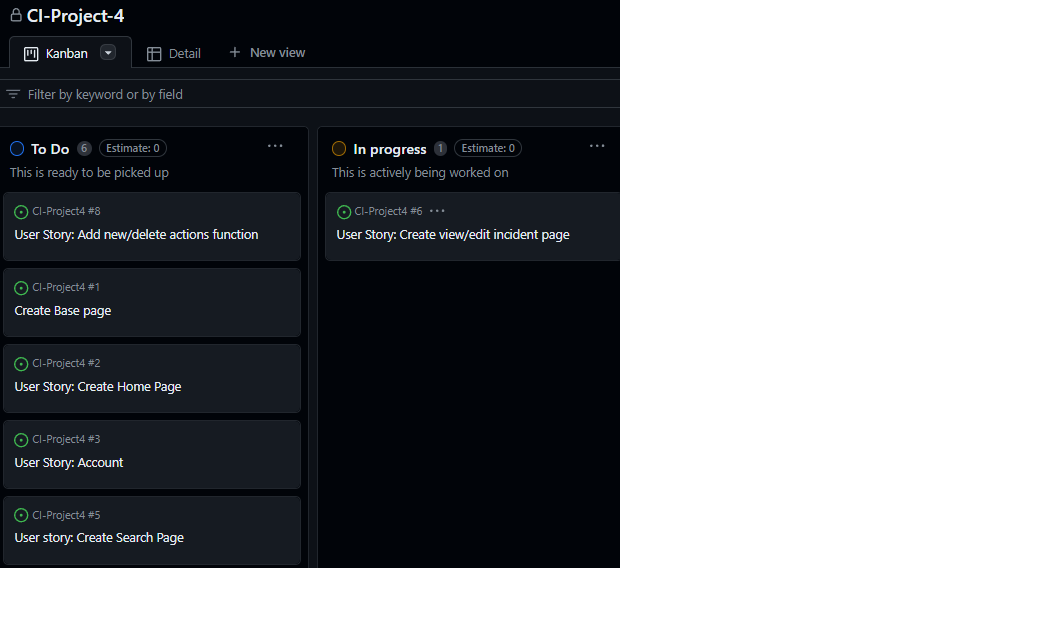 CI-Project-4
Kanban Detail + New view
Filter by keyword or by field
To Do 6 Estimate: 0
This is ready to be picked up
CI-Project4 #8
User Story: Add new/delete actions function
CI-Project4 #1
Create Base page
CI-Project4 #2
User Story: Create Home Page
CI-Project4 #3
User Story: Account
CI-Project4 #5
User story: Create Search Page
In progress 1 Estimate: 0
This is actively being worked on
CI-Project4 #6
User Story: Create view/edit incident page